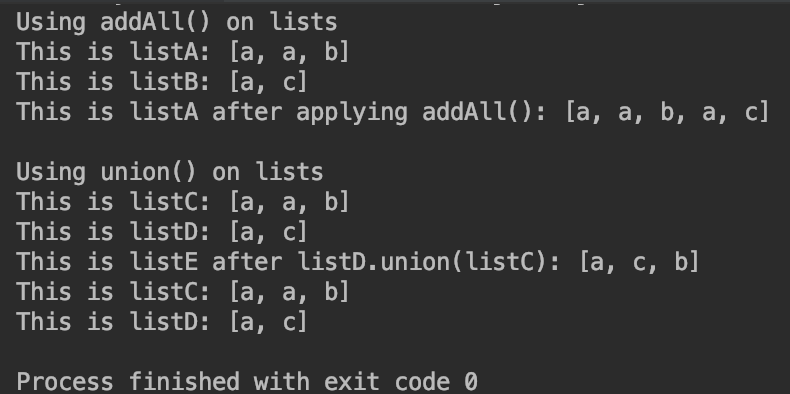 Using addAll() on lists
This is listA: [a, a, b]
This is listB: [a, c]
This is listA after applying addAll(): [a, a, b, a, c]
Using union() on lists
This is listC: [a, a, b]
This is listD: [a, c]
This is listE after listD.union(listC): [a, c, b]
This is listC: [a, a, b]
This is listD: [a, c]
Process finished with exit code 0